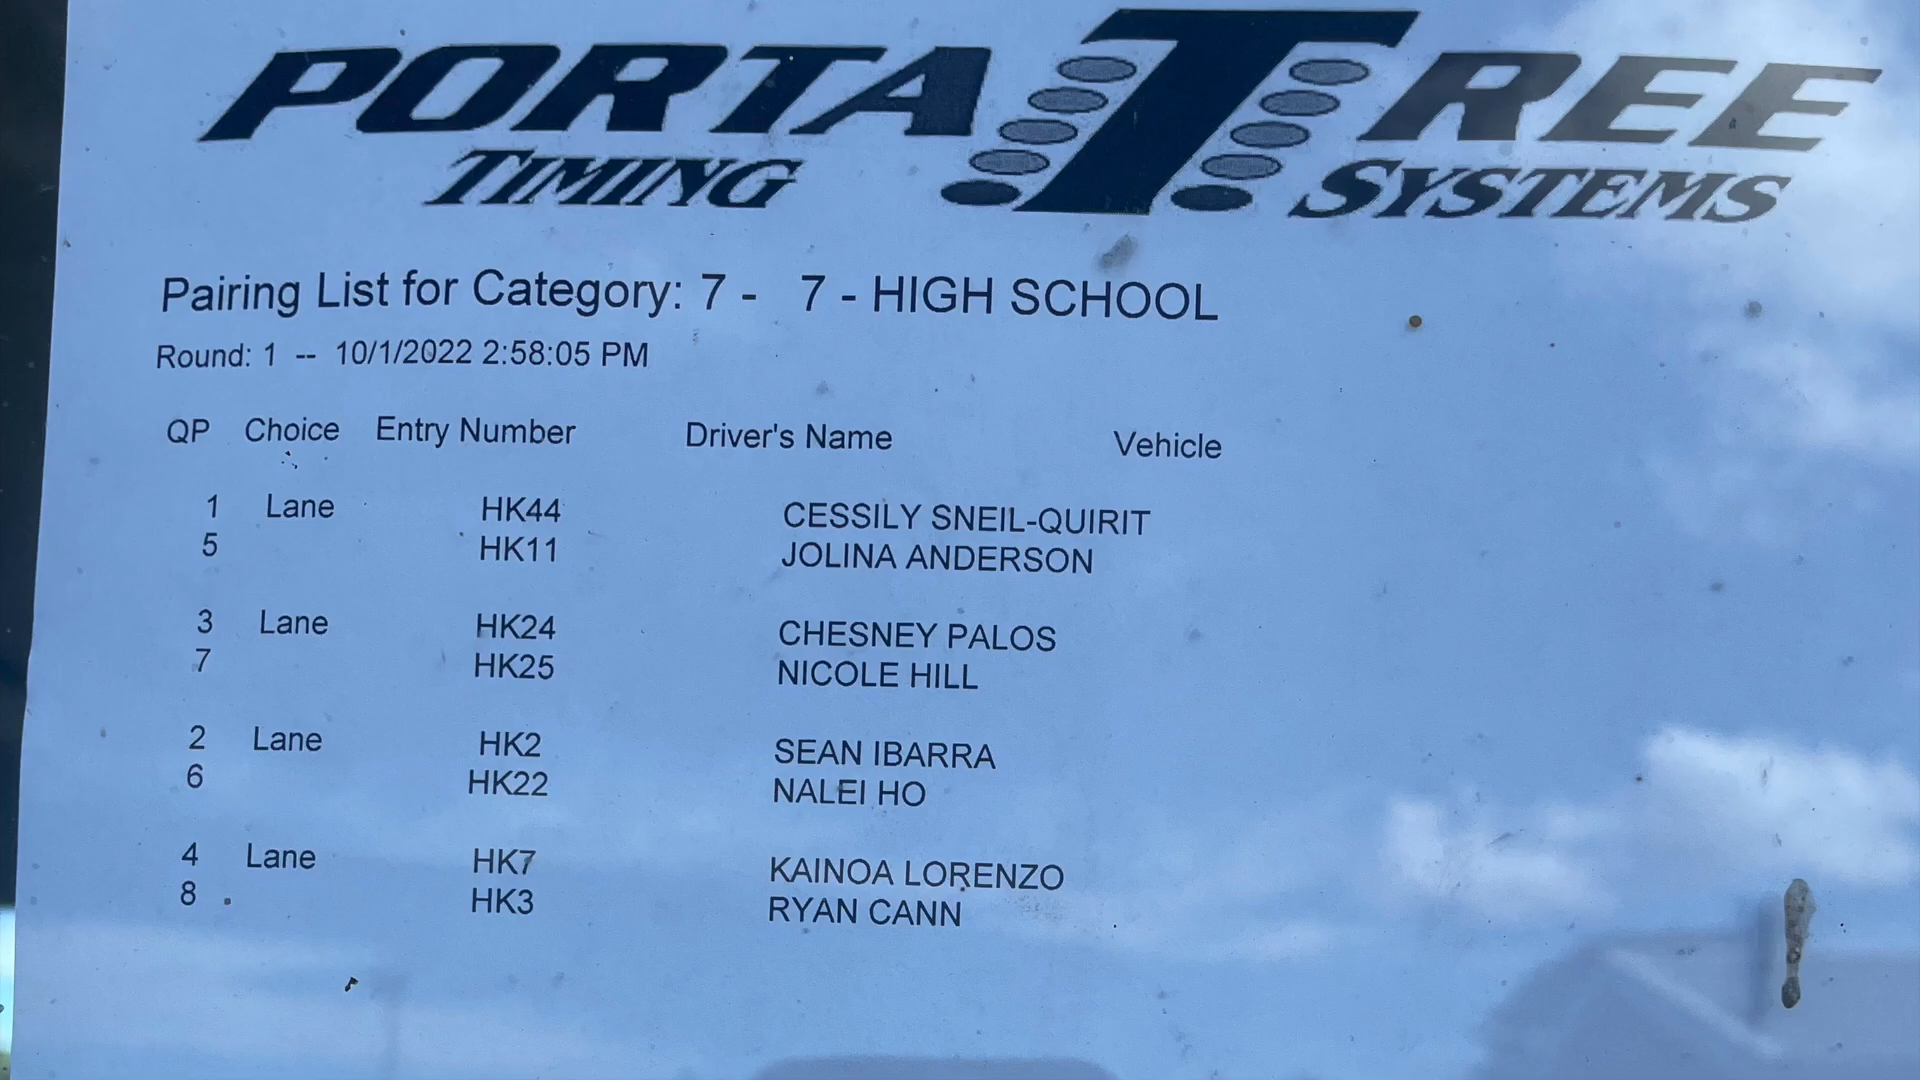 PORTATREE
TIMING SYSTEMS
Pairing List for Category: 7 - 7 - HIGH SCHOOL
Round: 1 -- 10/1/2022 2:58:05 PM
QP Choice Entry Number Driver's Name Vehicle
1 Lane HK44 CESSILY SNEIL-QUIRIT
5 HK11 JOLINA ANDERSON
3 Lane HK24 CHESNEY PALOS
7 HK25 NICOLE HILL
2 Lane HK2 SEAN IBARRA
6 HK22 NALEI HO
4 Lane HK7 KAINOA LORENZO
8 HK3 RYAN CANN